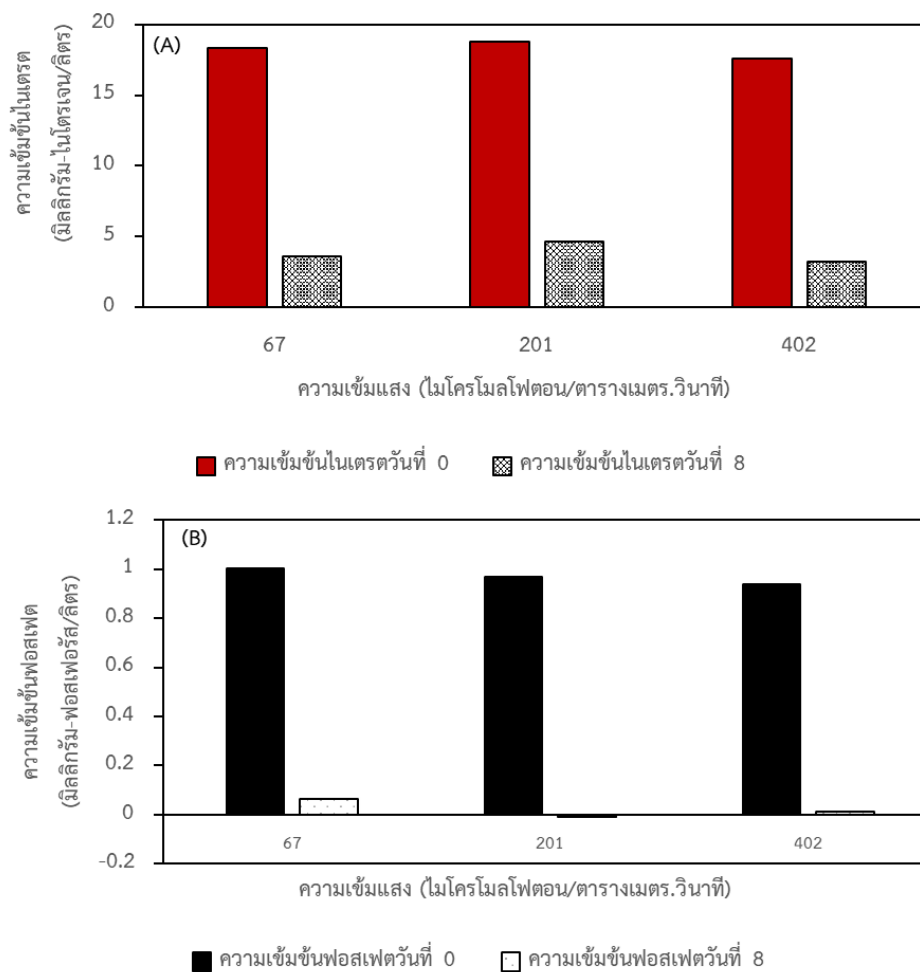 (A)
ความเข้มข้นไนเตรต
(มิลลิกรัม-ไนโตรเจน/ลิตร)
20
15
10
5
0
67 201 402
ความเข้มแสง (ไมโครโมลโฟตอน/ตารางเมตร.วินาที)
ความเข้มข้นไนเตรตวันที่ 0 ความเข้มข้นไนเตรตวันที่ 8
(B)
ความเข้มข้นฟอสเฟต
(มิลลิกรัม-ฟอสเฟอรัส/ลิตร)
1.2
1
0.8
0.6
0.4
0.2
0
-0.2
67 201 402
ความเข้มแสง (ไมโครโมลโฟตอน/ตารางเมตร.วินาที)
ความเข้มข้นฟอสเฟตวันที่ 0 ความเข้มข้นฟอสเฟตวันที่ 8